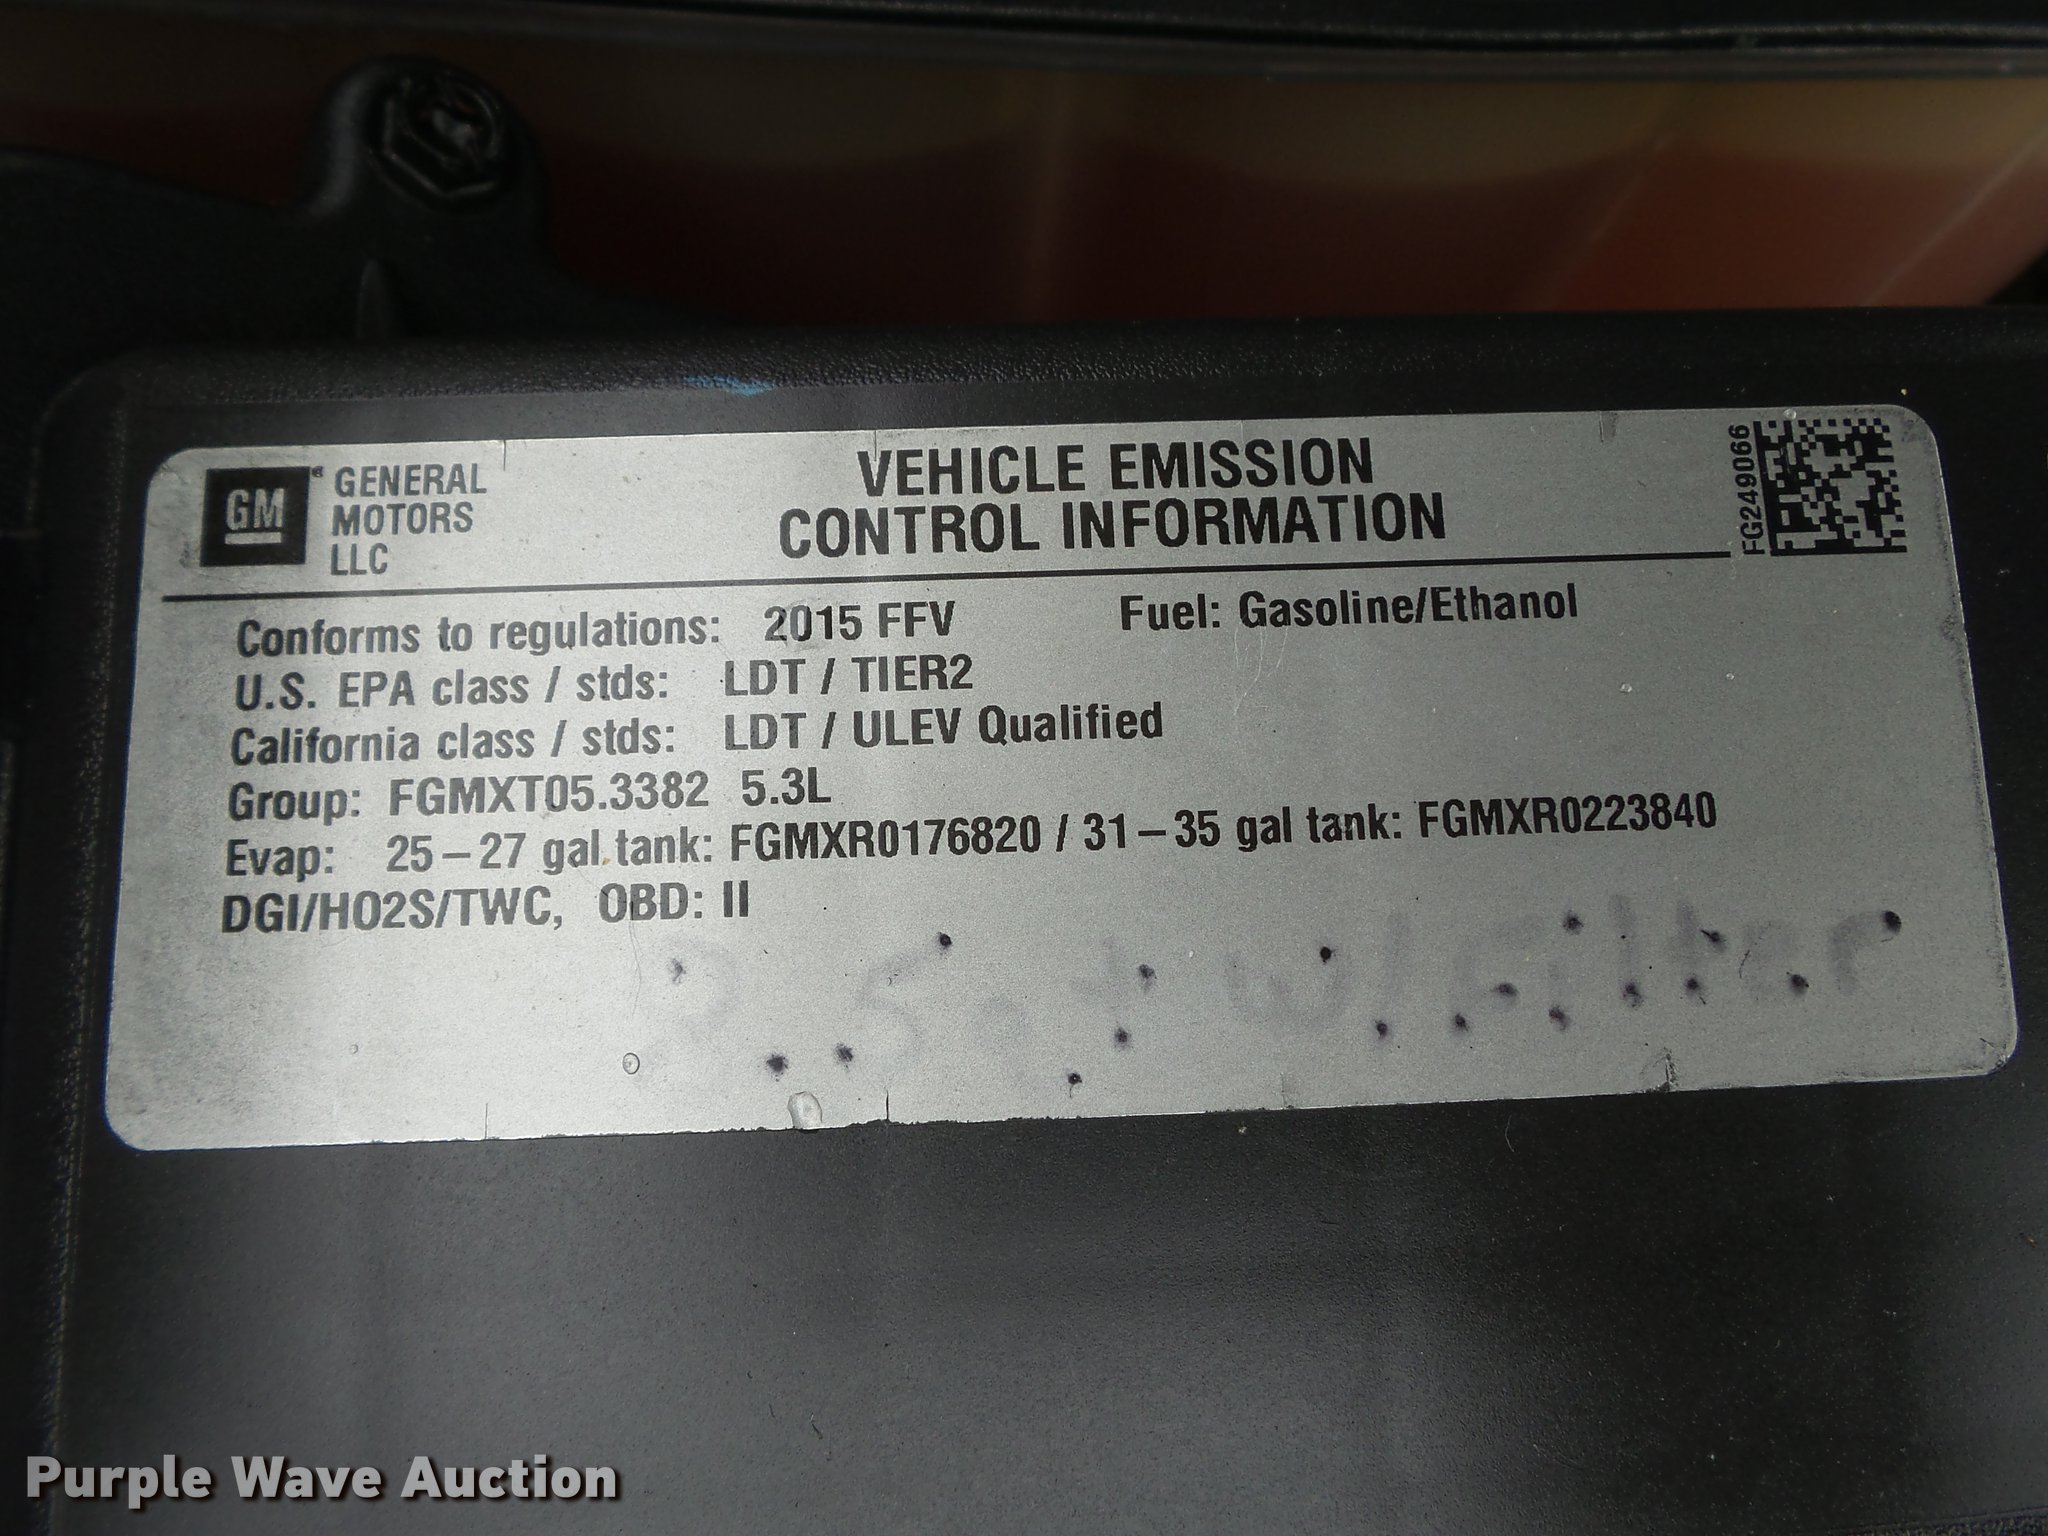 GM
GENERAL
MOTORS
LLC
VEHICLE EMISSION
CONTROL INFORMATION
FG249066
Conforms to regulations: 2015 FFV Fuel: Gasoline/Ethanol
U.S. EPA class / stds: LDT / TIER2
California class / stds: LDT / ULEV Qualified
Group: FGMXT05.3382 5.3L
Evap: 25–27 gal tank: FGMXR0176820 / 31–35 gal tank: FGMXR0223840
DGI/HO2S/TWC, OBD: II
w/ Filter
Purple Wave Auction